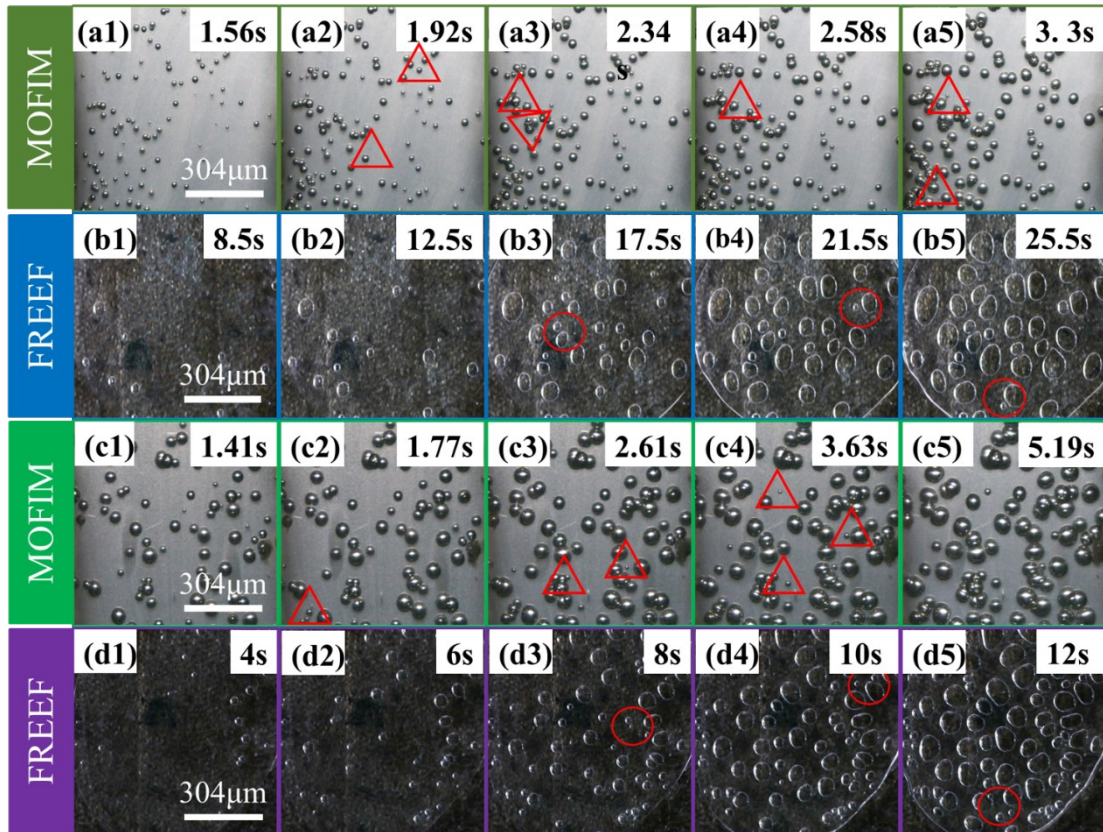 MOFIM
(a1) 1.56s
(a2) 1.92s
(a3) 2.34
s
(a4) 2.58s
(a5) 3. 3s
304μm
FREEF
(b1) 8.5s
(b2) 12.5s
(b3) 17.5s
(b4) 21.5s
(b5) 25.5s
304μm
MOFIM
(c1) 1.41s
(c2) 1.77s
(c3) 2.61s
(c4) 3.63s
(c5) 5.19s
304μm
FREEF
(d1) 4s
(d2) 6s
(d3) 8s
(d4) 10s
(d5) 12s
304μm